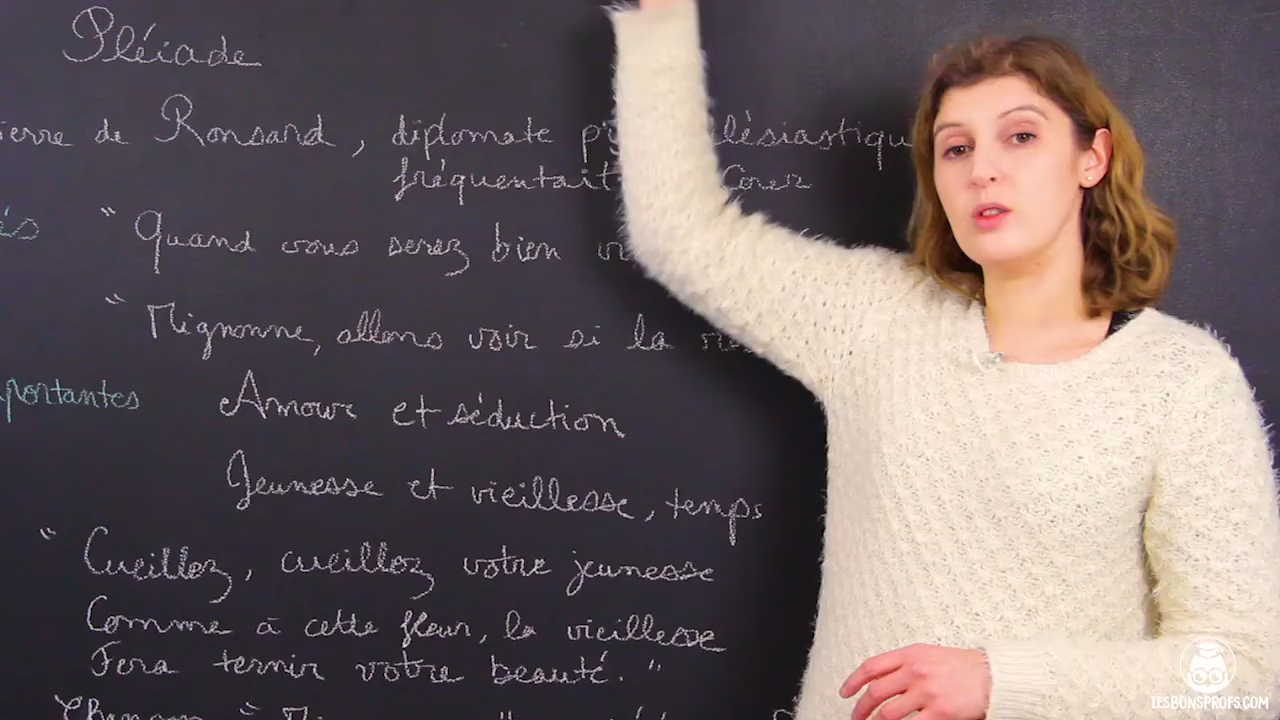 Pléiade
ierre de Ronsard, diplomate p lésiastiqu
fréquentait Cour
és "Quand vous serez bien vi
"Mignonne, allons voir si la ro
portantes Amour et séduction
Jeunesse et vieillesse, temps
"Cueillez, cueillez votre jeunesse
Comme à cette fleur, la vieillesse
Fera ternir votre beauté."
LESBONSPROFS.COM